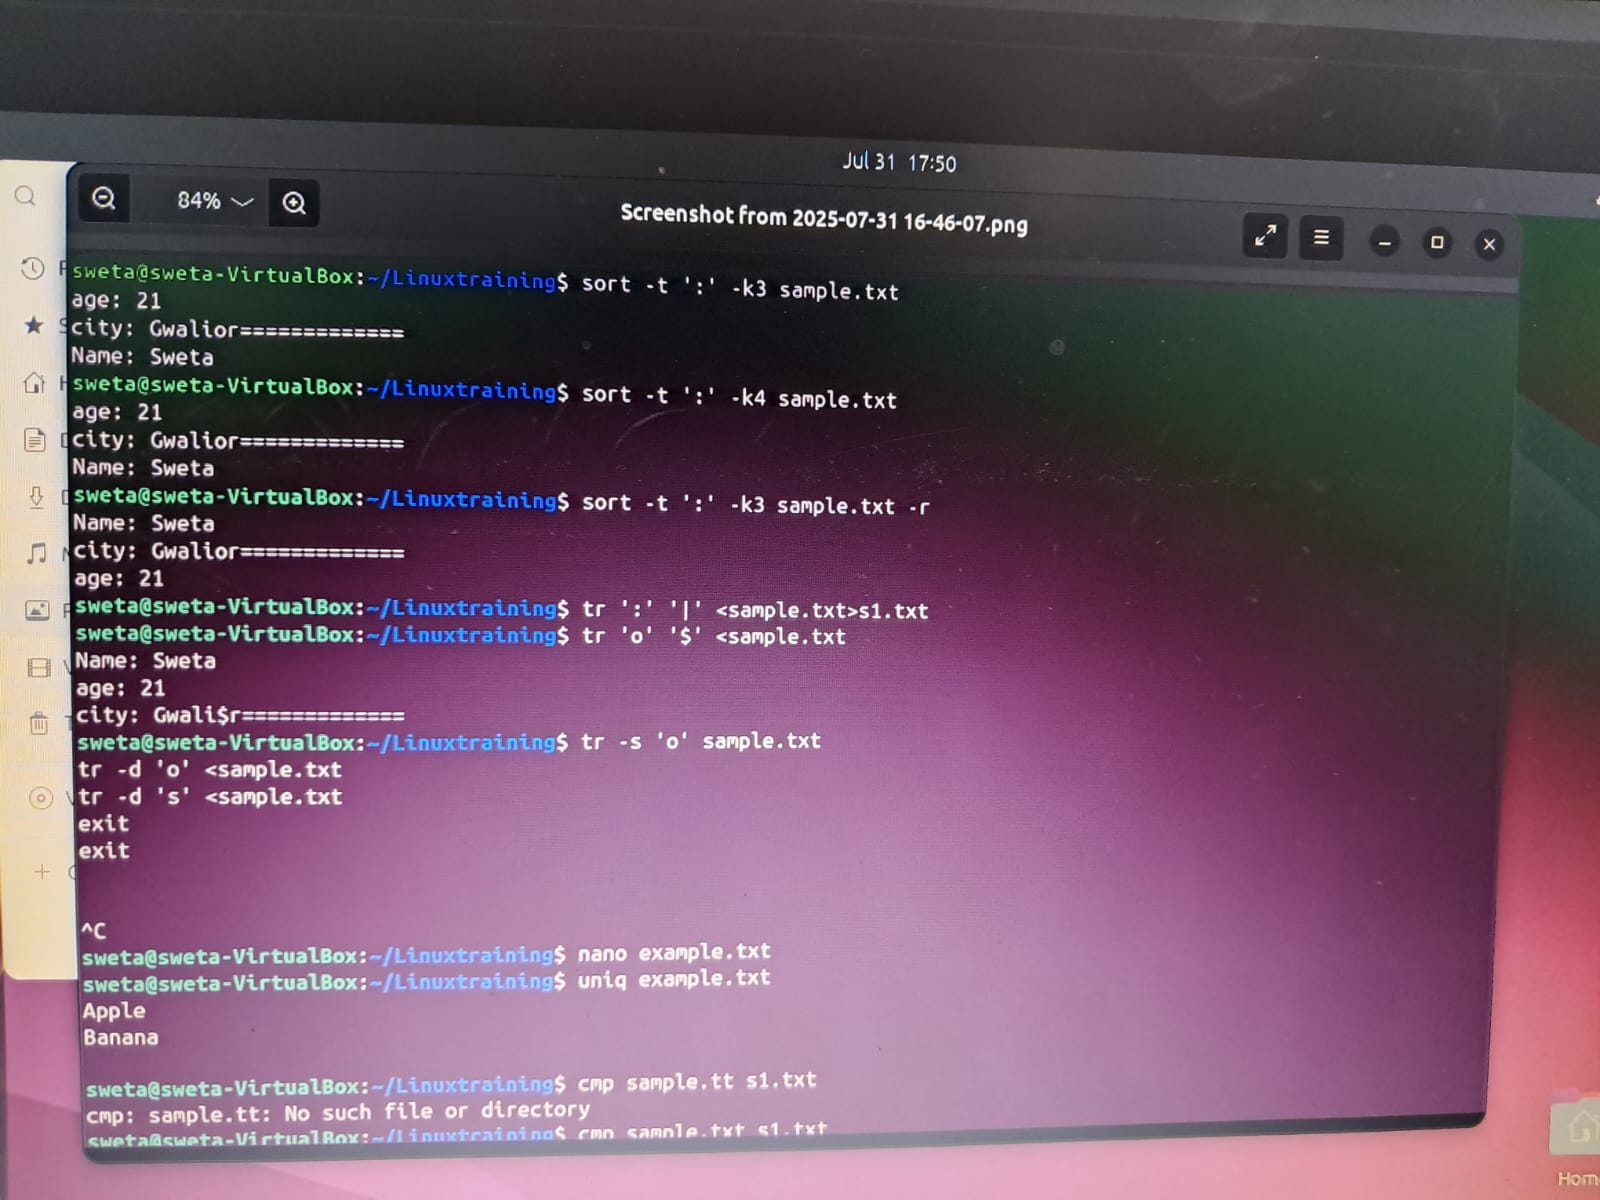 Jul 31 17:50
84%
Screenshot from 2025-07-31 16-46-07.png
sweta@sweta-VirtualBox:~/Linuxtraining$ sort -t ':' -k3 sample.txt
age: 21
city: Gwalior=============
Name: Sweta
sweta@sweta-VirtualBox:~/Linuxtraining$ sort -t ':' -k4 sample.txt
age: 21
city: Gwalior=============
Name: Sweta
sweta@sweta-VirtualBox:~/Linuxtraining$ sort -t ':' -k3 sample.txt -r
Name: Sweta
city: Gwalior=============
age: 21
sweta@sweta-VirtualBox:~/Linuxtraining$ tr ':' '|' <sample.txt>s1.txt
sweta@sweta-VirtualBox:~/Linuxtraining$ tr 'o' '$' <sample.txt
Name: Sweta
age: 21
city: Gwali$r=============
sweta@sweta-VirtualBox:~/Linuxtraining$ tr -s 'o' sample.txt
tr -d 'o' <sample.txt
tr -d 's' <sample.txt
exit
exit
^C
sweta@sweta-VirtualBox:~/Linuxtraining$ nano example.txt
sweta@sweta-VirtualBox:~/Linuxtraining$ uniq example.txt
Apple
Banana
sweta@sweta-VirtualBox:~/Linuxtraining$ cmp sample.tt s1.txt
cmp: sample.tt: No such file or directory
sweta@sweta-VirtualBox:~/Linuxtraining$ cmp sample.txt s1.txt